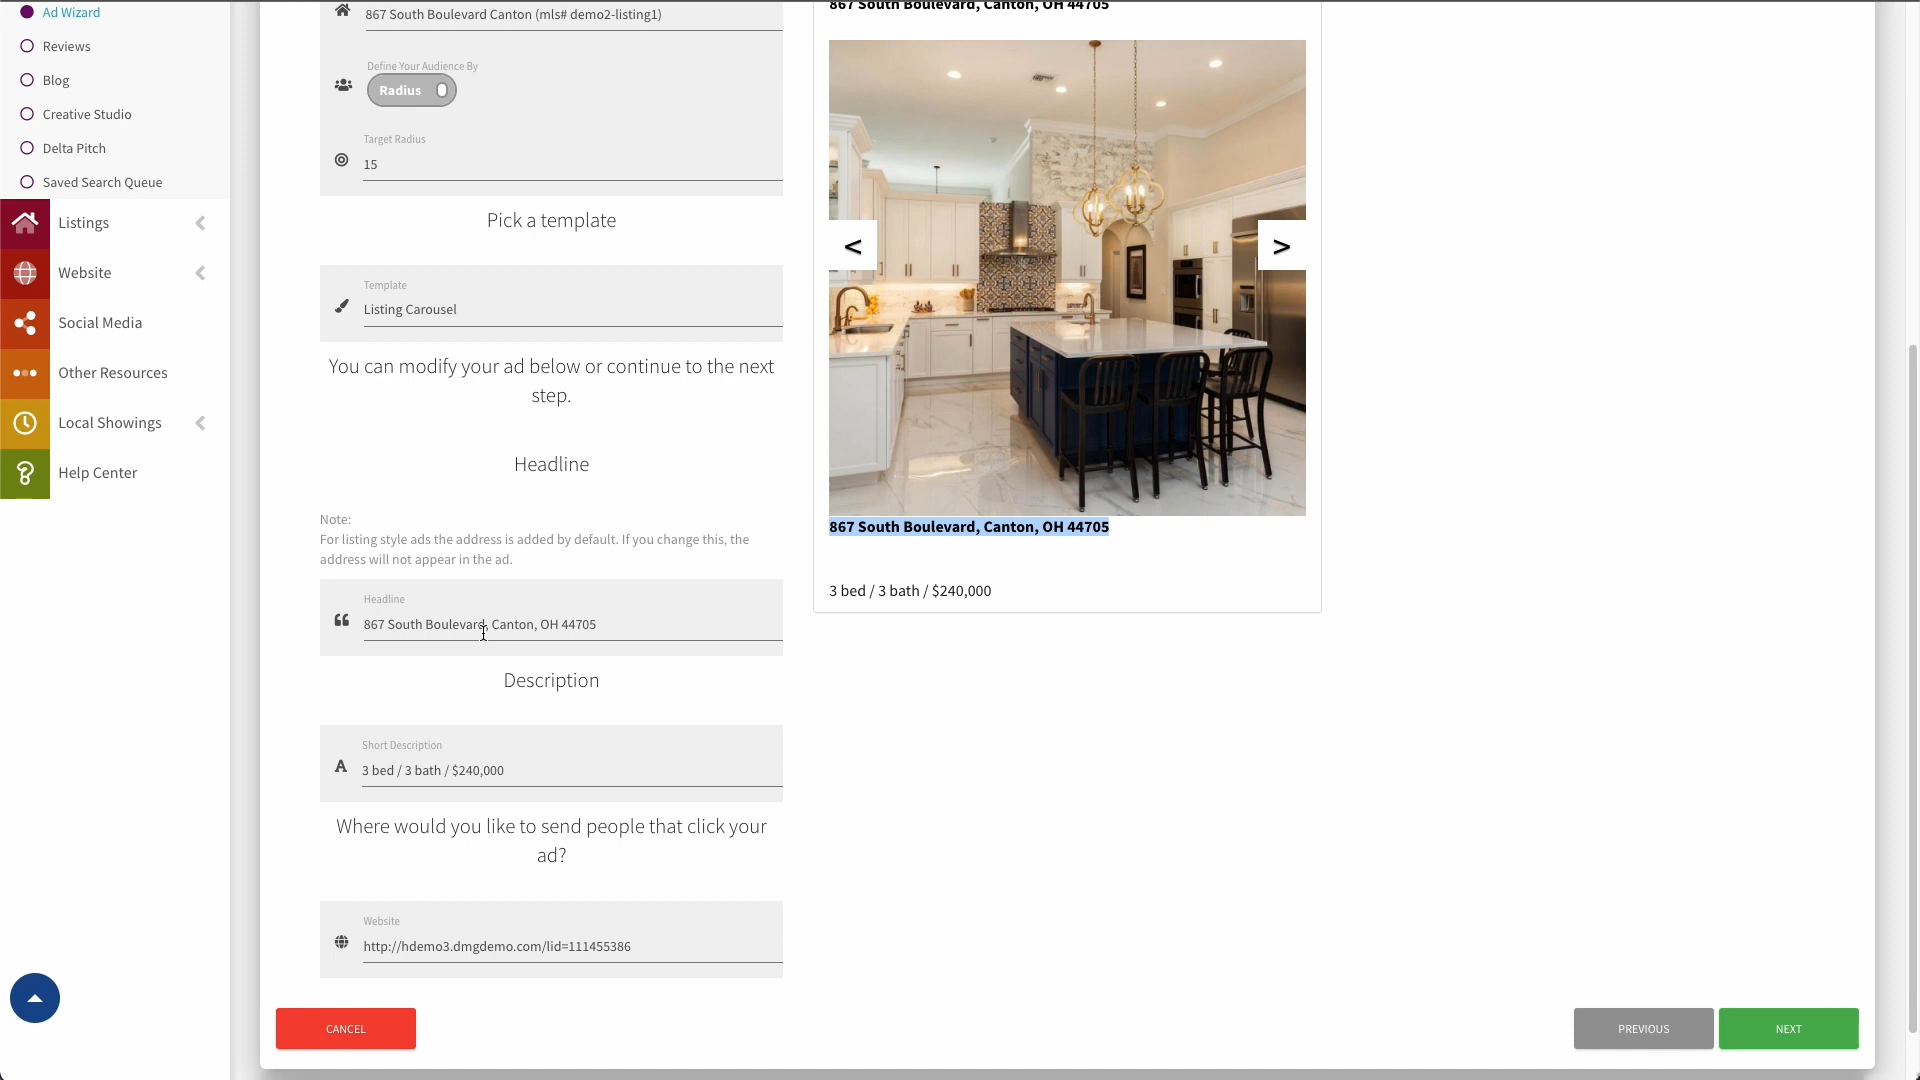 Ad Wizard
Reviews
Blog
Creative Studio
Delta Pitch
Saved Search Queue
Listings
Website
Social Media
Other Resources
Local Showings
Help Center
867 South Boulevard Canton (mls# demo2-listing1)
Define Your Audience By
Radius
Target Radius
15
Pick a template
Template
Listing Carousel
You can modify your ad below or continue to the next
step.
Headline
Note:
For listing style ads the address is added by default. If you change this, the
address will not appear in the ad.
Headline
867 South Boulevard, Canton, OH 44705
Description
Short Description
3 bed / 3 bath / $240,000
Where would you like to send people that click your
ad?
Website
http://hdemo3.dmgdemo.com/lid=111455386
867 South Boulevard, Canton, OH 44705
<
>
867 South Boulevard, Canton, OH 44705
3 bed / 3 bath / $240,000
CANCEL
PREVIOUS
NEXT